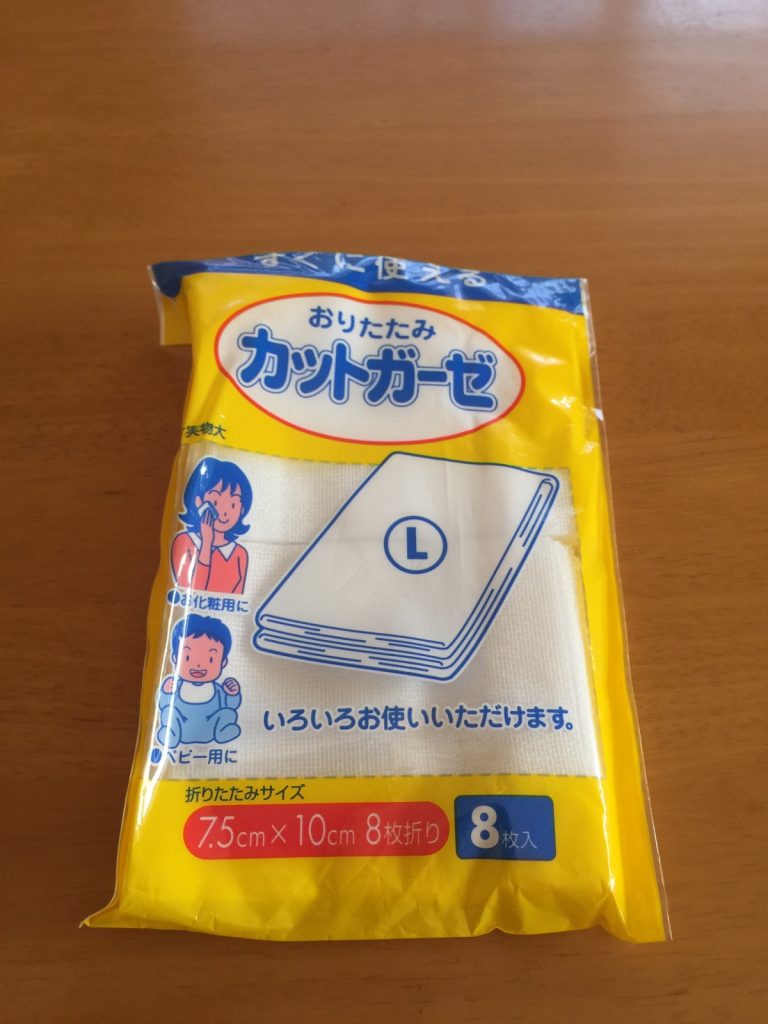 すぐに使える
おりたたみ
カットガーゼ
実物大
L
●お化粧用に
●ベビー用に
いろいろお使いいただけます。
折りたたみサイズ
7.5cm×10cm 8枚折り
8枚入